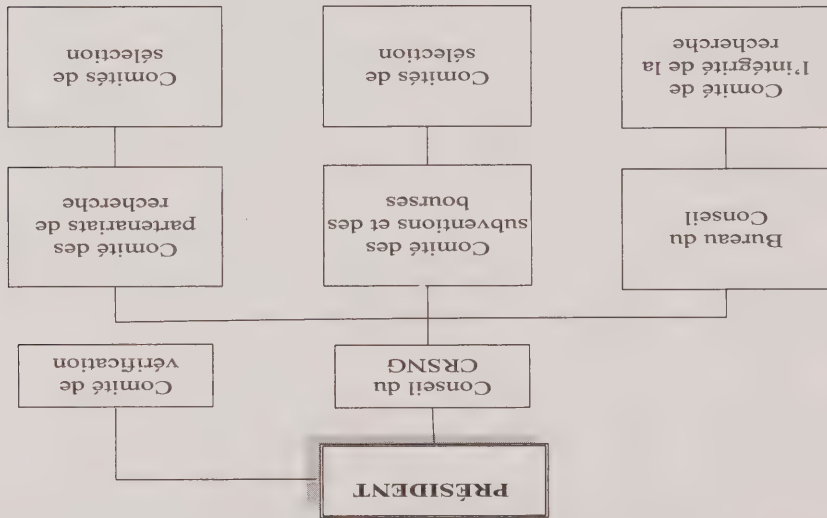 PRÉSIDENT
Conseil du
CRSNG
Comité de
vérification
Bureau du
Conseil
Comité des
subventions et des
bourses
Comité des
partenariats de
recherche
Comité de
l'intégrité de la
recherche
Comités de
sélection
Comités de
sélection